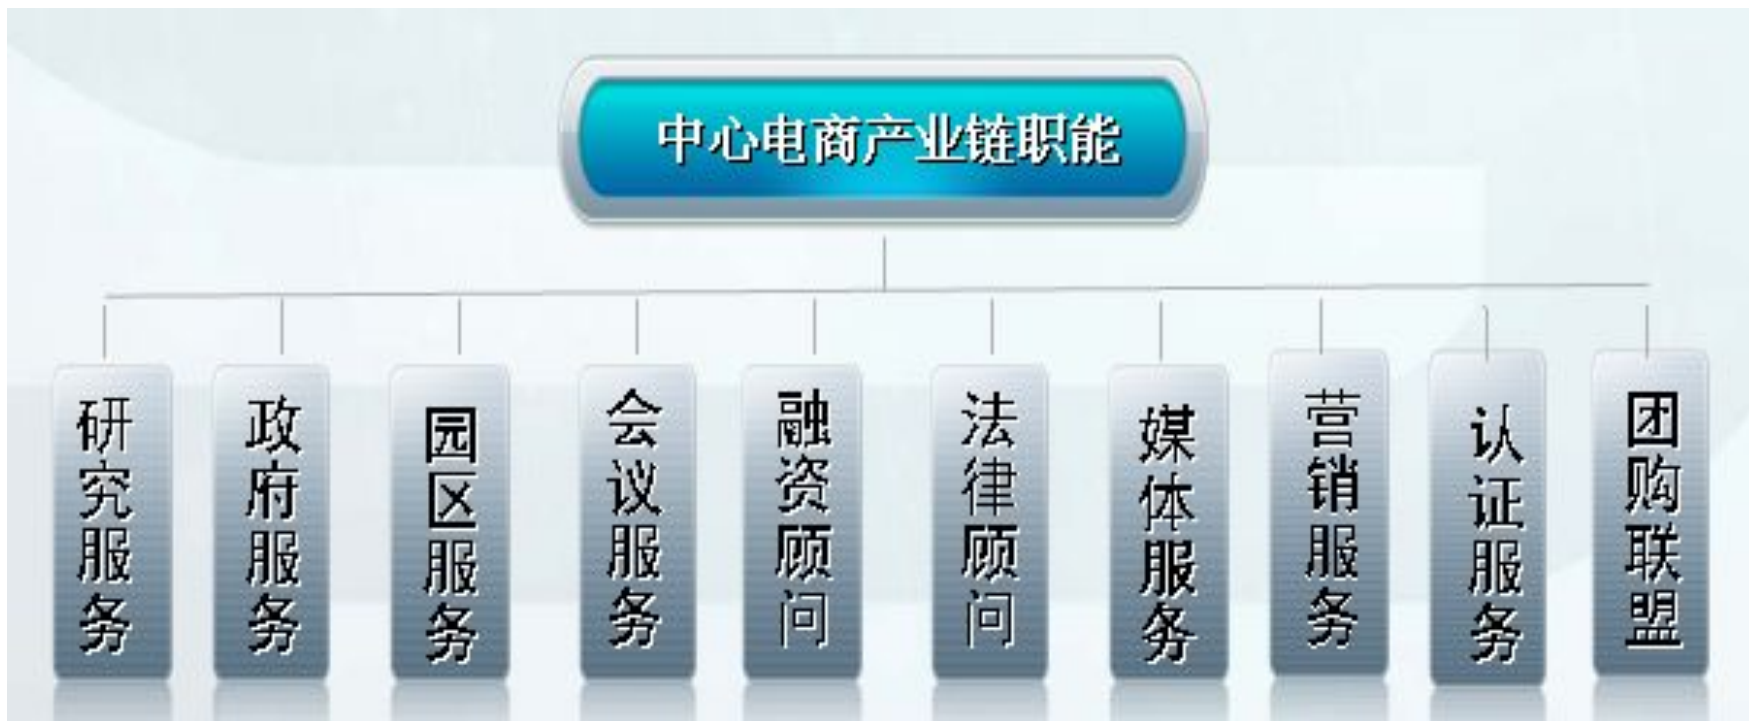 中心电商产业链职能
研究服务
政府服务
园区服务
会议服务
融资顾问
法律顾问
媒体服务
营销服务
认证服务
团购联盟